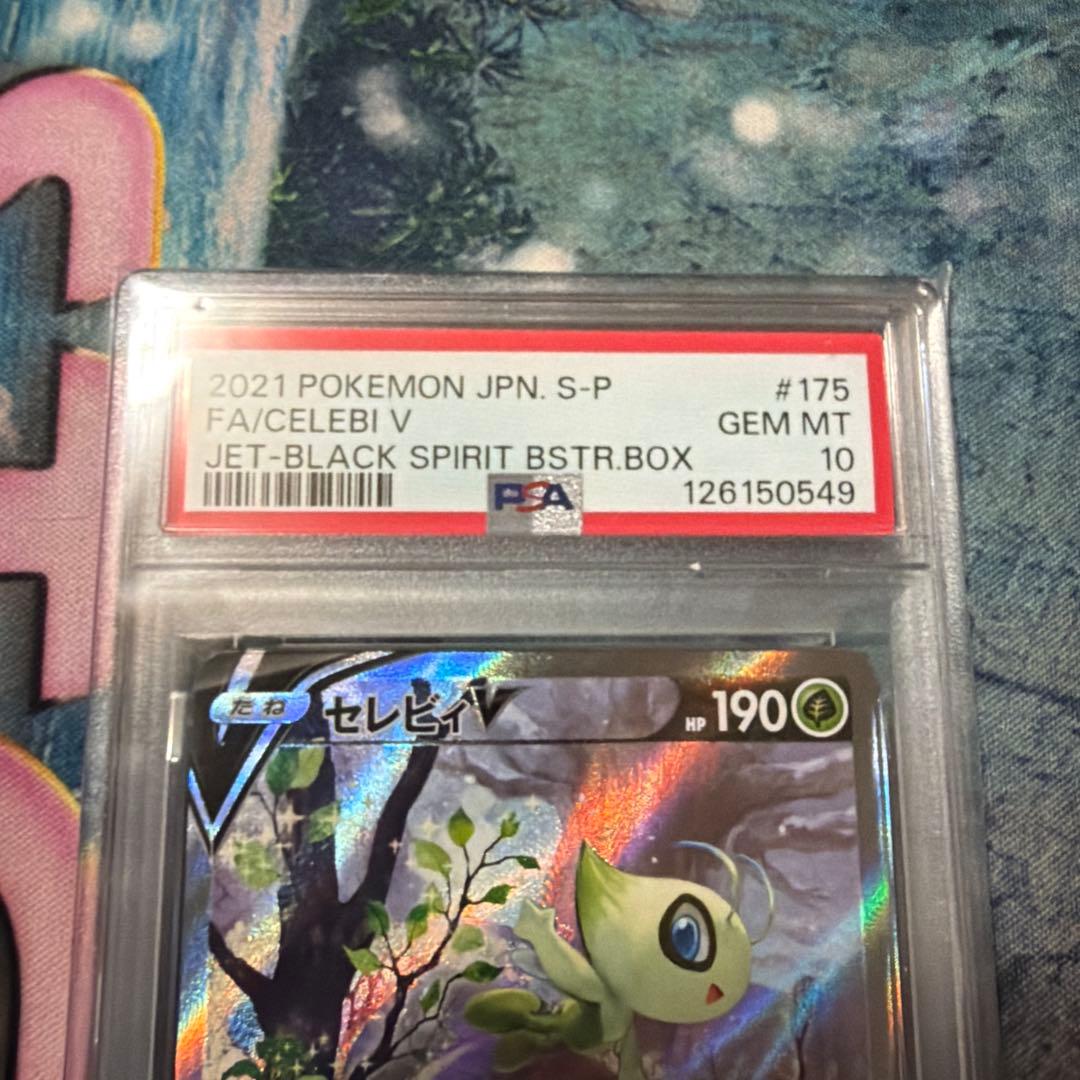 2021 POKEMON JPN. S-P #175
FA/CELEBI V GEM MT
JET-BLACK SPIRIT BSTR.BOX 10
PSA 126150549
たね セレビィV HP 190